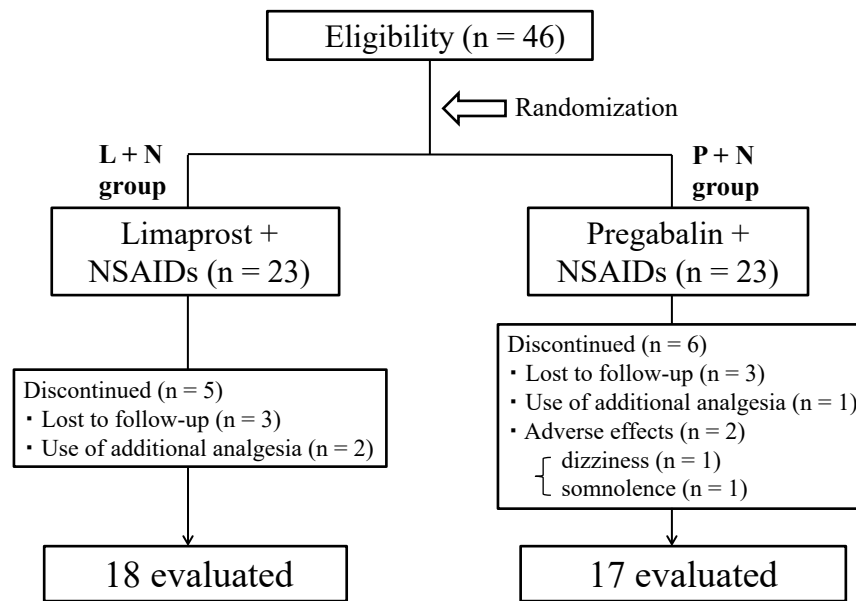 Eligibility (n = 46)
Randomization
L + N
group
P + N
group
Limaprost +
NSAIDs (n = 23)
Pregabalin +
NSAIDs (n = 23)
Discontinued (n = 5)
・Lost to follow-up (n = 3)
・Use of additional analgesia (n = 2)
Discontinued (n = 6)
・Lost to follow-up (n = 3)
・Use of additional analgesia (n = 1)
・Adverse effects (n = 2)
dizziness (n = 1)
somnolence (n = 1)
18 evaluated
17 evaluated